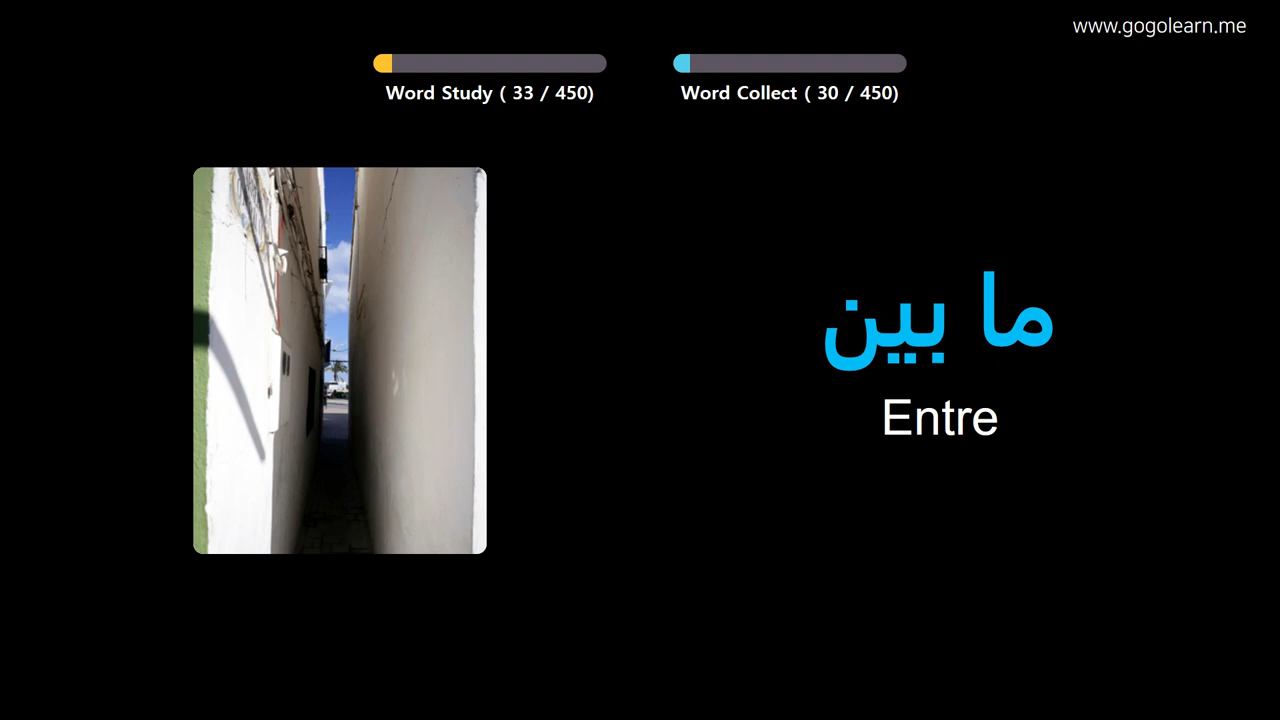 www.gogolearn.me
Word Study ( 33 / 450)
Word Collect ( 30 / 450)
ما بين
Entre